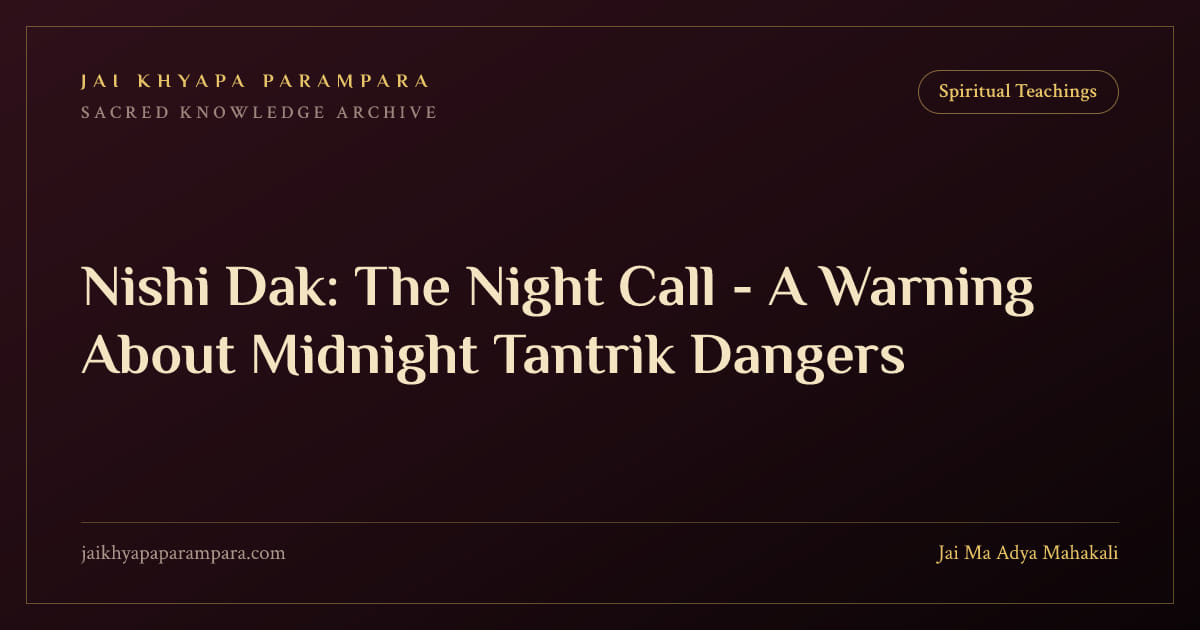 JAI KHYAPA PARAMPARA
SACRED KNOWLEDGE ARCHIVE
Spiritual Teachings
Nishi Dak: The Night Call - A Warning
About Midnight Tantrik Dangers
jaikhyapaparampara.com
Jai Ma Adya Mahakali